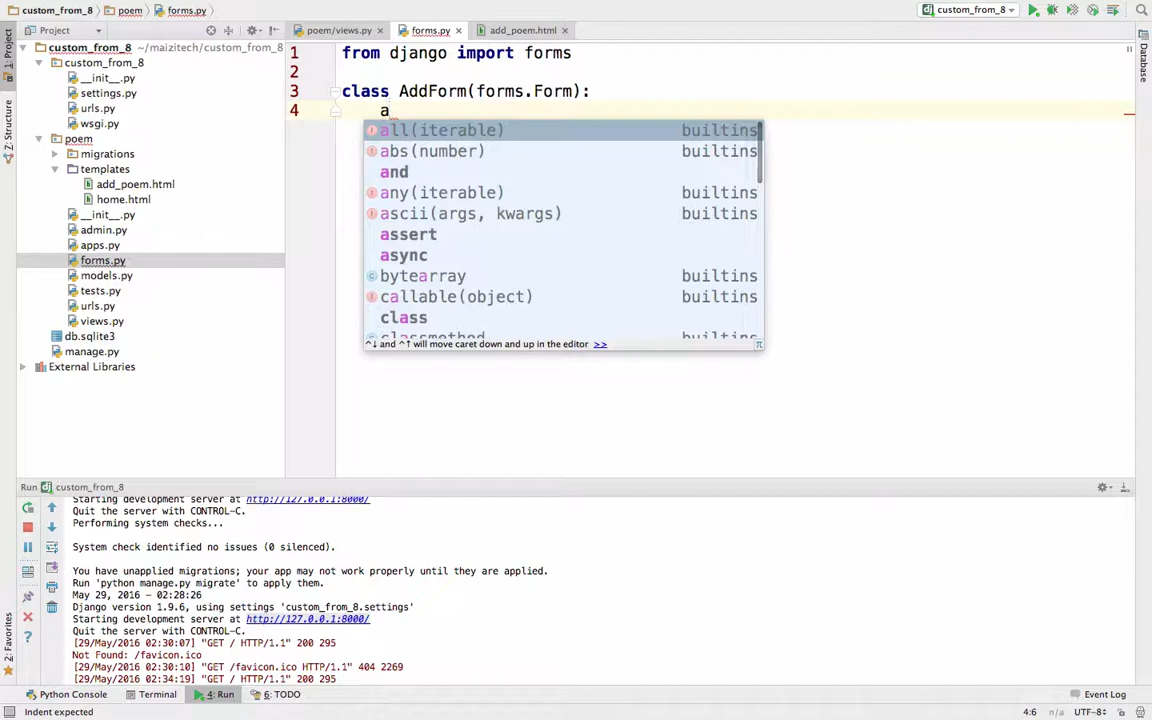 custom_from_8 poem forms.py custom_from_8
Project poem/views.py forms.py add_poem.html
1: Project
Z: Structure
2: Favorites
Database
custom_from_8 ~/maizitech/custom_from_8
custom_from_8
__init__.py
settings.py
urls.py
wsgi.py
poem
migrations
templates
add_poem.html
home.html
__init__.py
admin.py
apps.py
forms.py
models.py
tests.py
urls.py
views.py
db.sqlite3
manage.py
External Libraries
1 from django import forms
2
3 class AddForm(forms.Form):
4 a
all(iterable) builtins
abs(number) builtins
and
any(iterable) builtins
ascii(args, kwargs) builtins
assert
async
bytearray builtins
callable(object) builtins
class
classmethod builtins
^↓ and ^↑ will move caret down and up in the editor >> π
Run custom_from_8
Starting development server at http://127.0.0.1:8000/
Quit the server with CONTROL-C.
Performing system checks...
System check identified no issues (0 silenced).
You have unapplied migrations; your app may not work properly until they are applied.
Run 'python manage.py migrate' to apply them.
May 29, 2016 - 02:28:26
Django version 1.9.6, using settings 'custom_from_8.settings'
Starting development server at http://127.0.0.1:8000/
Quit the server with CONTROL-C.
[29/May/2016 02:30:07] "GET / HTTP/1.1" 200 295
Not Found: /favicon.ico
[29/May/2016 02:30:10] "GET /favicon.ico HTTP/1.1" 404 2269
[29/May/2016 02:34:19] "GET / HTTP/1.1" 200 295
Python Console Terminal 4: Run 6: TODO Event Log
Indent expected 4:6 n/a UTF-8